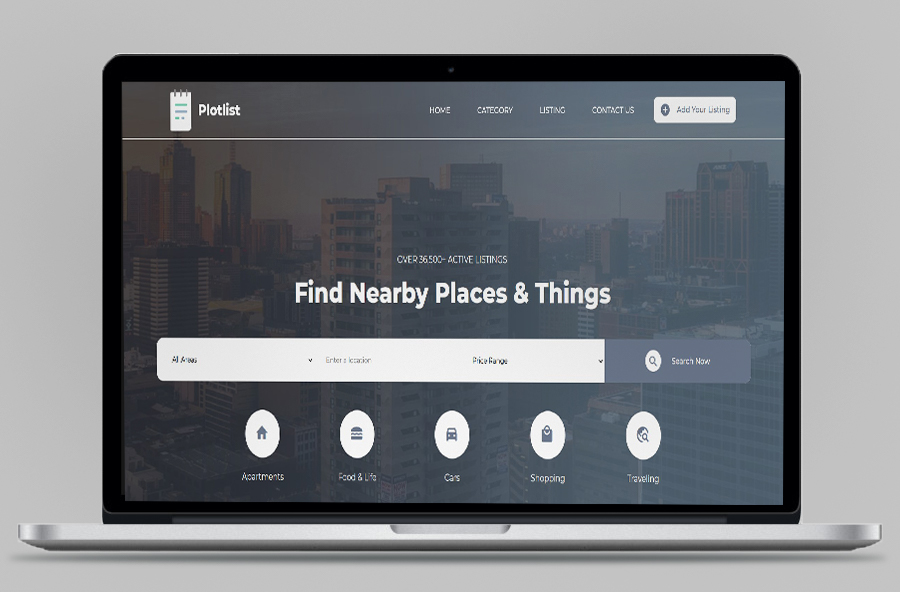 Plotlist
HOME
CATEGORY
LISTING
CONTACT US
Add Your Listing
OVER 36,500+ ACTIVE LISTINGS
Find Nearby Places & Things
All Areas
Enter a location
Price Range
Search Now
Apartments
Food & Life
Cars
Shopping
Traveling